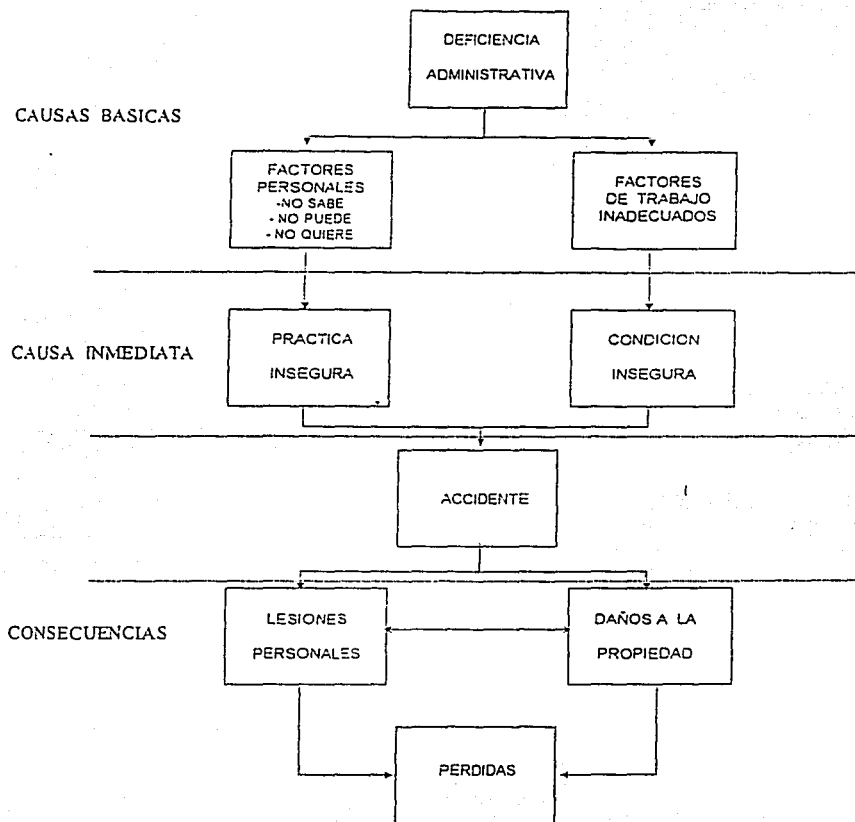 DEFICIENCIA
ADMINISTRATIVA
CAUSAS BASICAS
FACTORES
PERSONALES
-NO SABE
- NO PUEDE
- NO QUIERE
FACTORES
DE TRABAJO
INADECUADOS
CAUSA INMEDIATA
PRACTICA
INSEGURA
CONDICION
INSEGURA
ACCIDENTE
CONSECUENCIAS
LESIONES
PERSONALES
DAÑOS A LA
PROPIEDAD
PERDIDAS